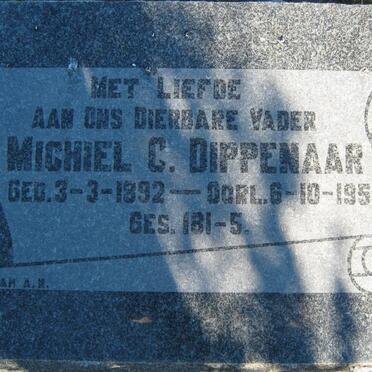 MET LIEFDE
AAN ONS DIERBARE VADER
MICHIEL C. DIPPENAAR
GEB. 3-3-1892 — OORL. 6-10-195
GES. 181-5.
A.H.